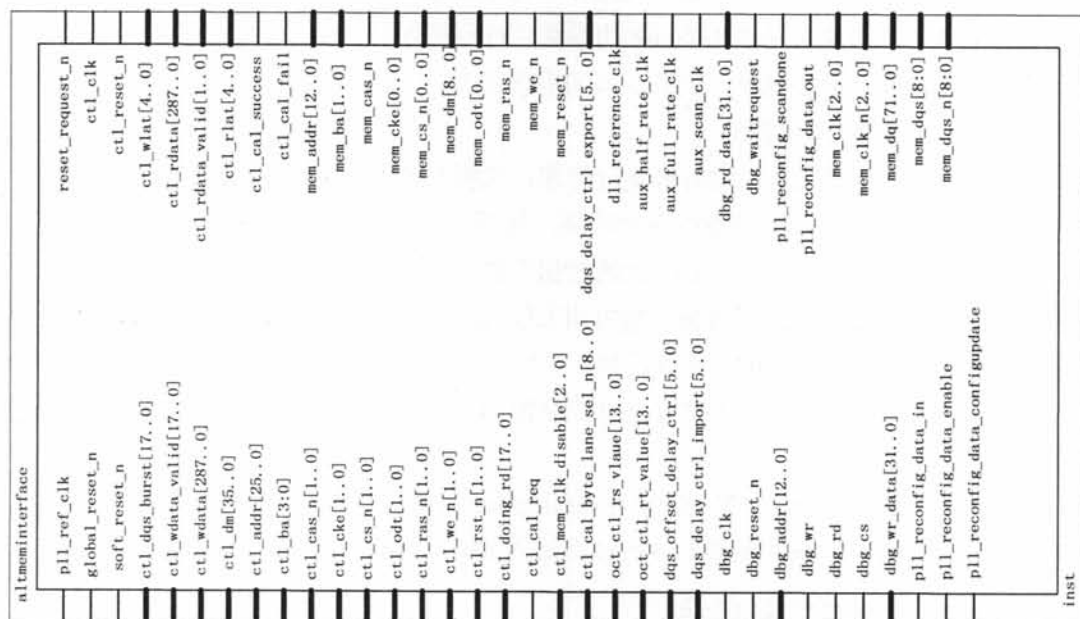 altmeminterface
pll_ref_clk
global_reset_n
soft_reset_n
ctl_dqs_burst[17..0]
ctl_wdata_valid[17..0]
ctl_wdata[287..0]
ctl_dm[35..0]
ctl_addr[25..0]
ctl_ba[3:0]
ctl_cas_n[1..0]
ctl_cke[1..0]
ctl_cs_n[1..0]
ctl_odt[1..0]
ctl_ras_n[1..0]
ctl_we_n[1..0]
ctl_rst_n[1..0]
ctl_doing_rd[17..0]
ctl_cal_req
ctl_mem_clk_disable[2..0]
ctl_cal_byte_lane_sel_n[8..0]
oct_ctl_rs_vlaue[13..0]
oct_ctl_rt_value[13..0]
dqs_offset_delay_ctrl[5..0]
dqs_delay_ctrl_import[5..0]
dbg_clk
dbg_reset_n
dbg_addr[12..0]
dbg_wr
dbg_rd
dbg_cs
dbg_wr_data[31..0]
pll_reconfig_data_in
pll_reconfig_data_enable
pll_reconfig_data_configupdate
reset_request_n
ctl_clk
ctl_reset_n
ctl_wlat[4..0]
ctl_rdata[287..0]
ctl_rdata_valid[1..0]
ctl_rlat[4..0]
ctl_cal_success
ctl_cal_fail
mem_addr[12..0]
mem_ba[1..0]
mem_cas_n
mem_cke[0..0]
mem_cs_n[0..0]
mem_dm[8..0]
mem_odt[0..0]
mem_ras_n
mem_we_n
mem_reset_n
dqs_delay_ctrl_export[5..0]
dll_reference_clk
aux_half_rate_clk
aux_full_rate_clk
aux_scan_clk
dbg_rd_data[31..0]
dbg_waitrequest
pll_reconfig_scandone
pll_reconfig_data_out
mem_clk[2..0]
mem_clk_n[2..0]
mem_dq[71..0]
mem_dqs[8:0]
mem_dqs_n[8:0]
inst